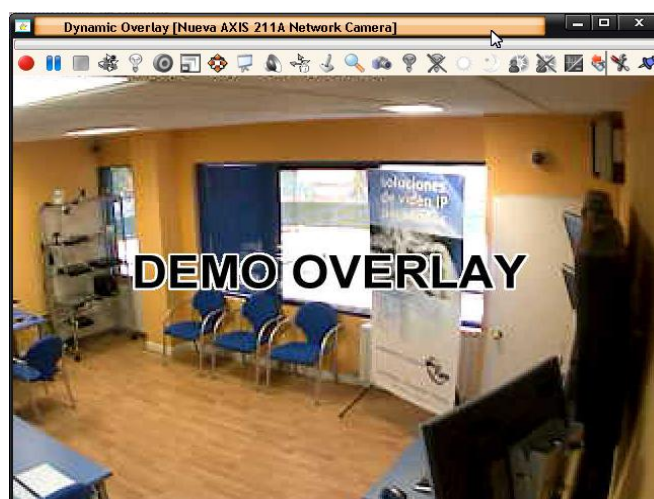 Dynamic Overlay [Nueva AXIS 211A Network Camera]
soluciones
de vídeo IP
DEMO OVERLAY